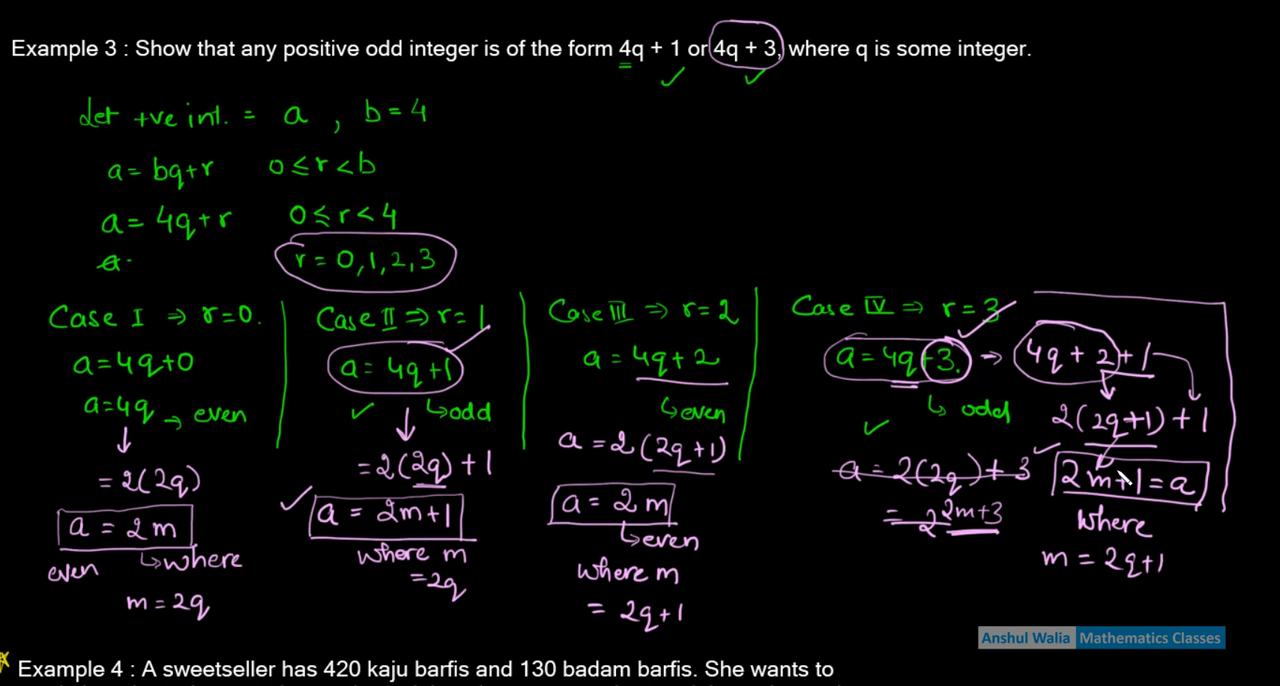 Example 3 : Show that any positive odd integer is of the form 4q + 1 or 4q + 3, where q is some integer.
Let +ve int. = a , b = 4
a = bq+r 0 ≤ r < b
a = 4q+r 0 ≤ r < 4
a r = 0, 1, 2, 3
Case I ⇒ r=0.
a = 4q+0
a=4q → even
= 2(2q)
a = 2m
even ↳ where
m = 2q
Case II ⇒ r = 1
a = 4q+1
↳ odd
= 2(2q) + 1
a = 2m+1
where m
= 2q
Case III ⇒ r = 2
a = 4q+2
↳ even
a = 2(2q+1)
a = 2m
↳ even
where m
= 2q+1
Case IV ⇒ r = 3
a = 4q+3. → 4q + 2 + 1
↳ odd 2(2q+1) + 1
a = 2(2q) + 3 2m+1 = a
= 2 2m+3 where
m = 2q+1
Anshul Walia Mathematics Classes
Example 4 : A sweetseller has 420 kaju barfis and 130 badam barfis. She wants to